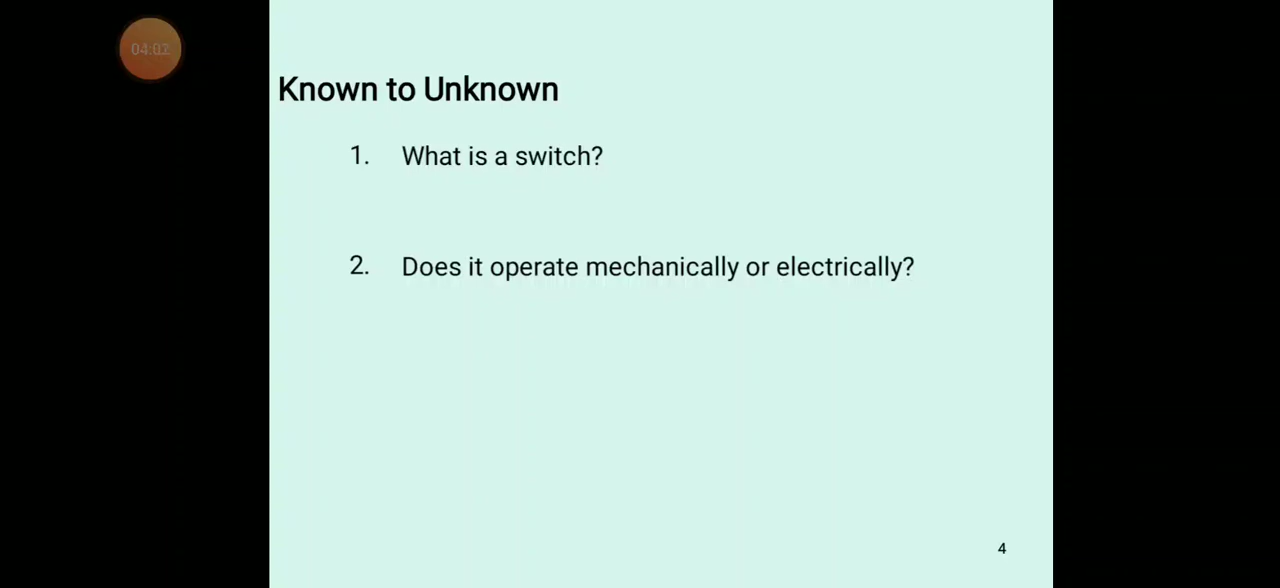 04:02
Known to Unknown
1. What is a switch?
2. Does it operate mechanically or electrically?
4